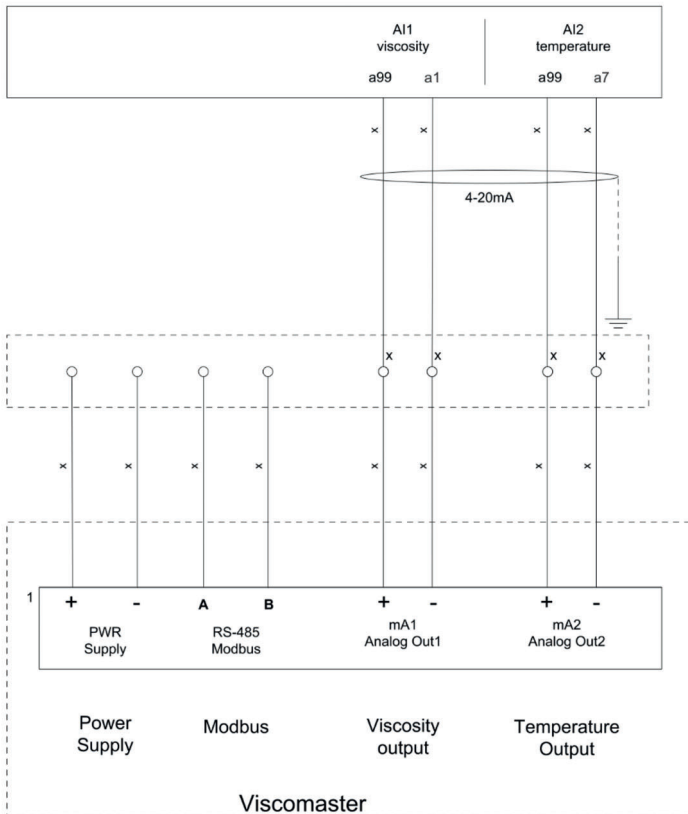 AI1 AI2
viscosity temperature
a99 a1 a99 a7
x x x x
4-20mA
x x x x
x x x x x x x x
1
+ - A B + - + -
PWR RS-485 mA1 mA2
Supply Modbus Analog Out1 Analog Out2
Power Modbus Viscosity Temperature
Supply output Output
Viscomaster